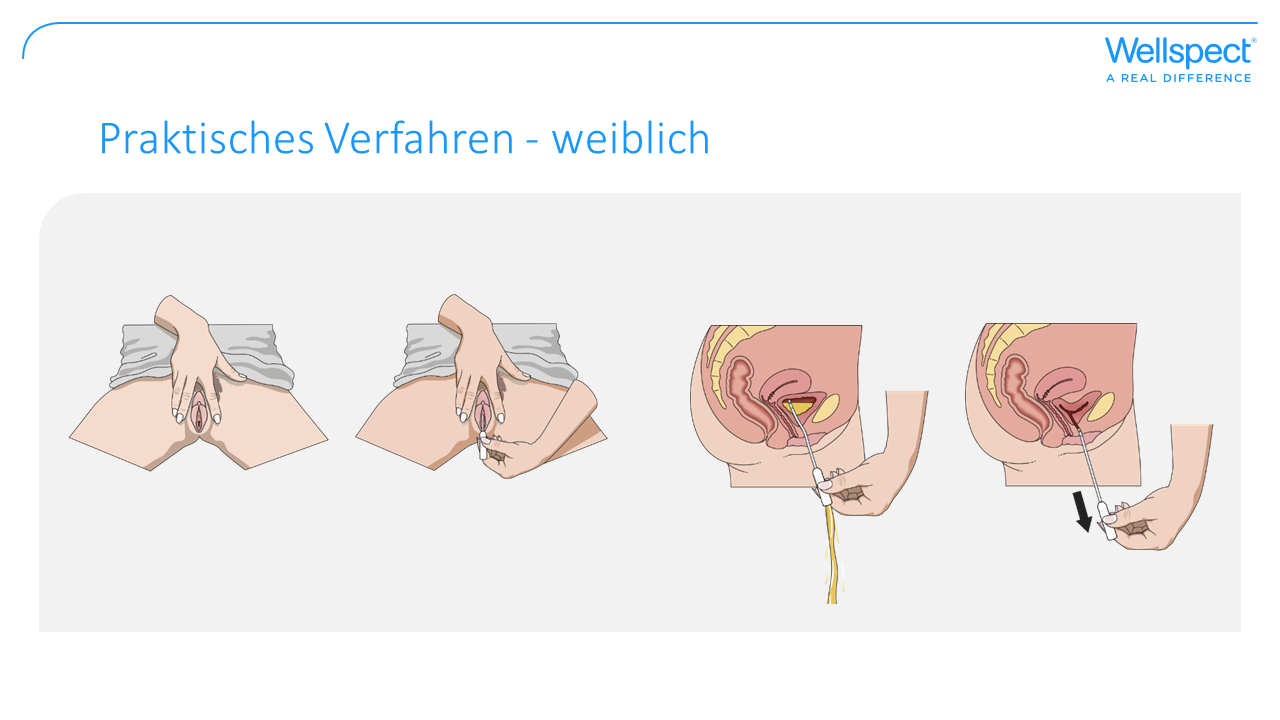 Wellspect®
A REAL DIFFERENCE
Praktisches Verfahren - weiblich